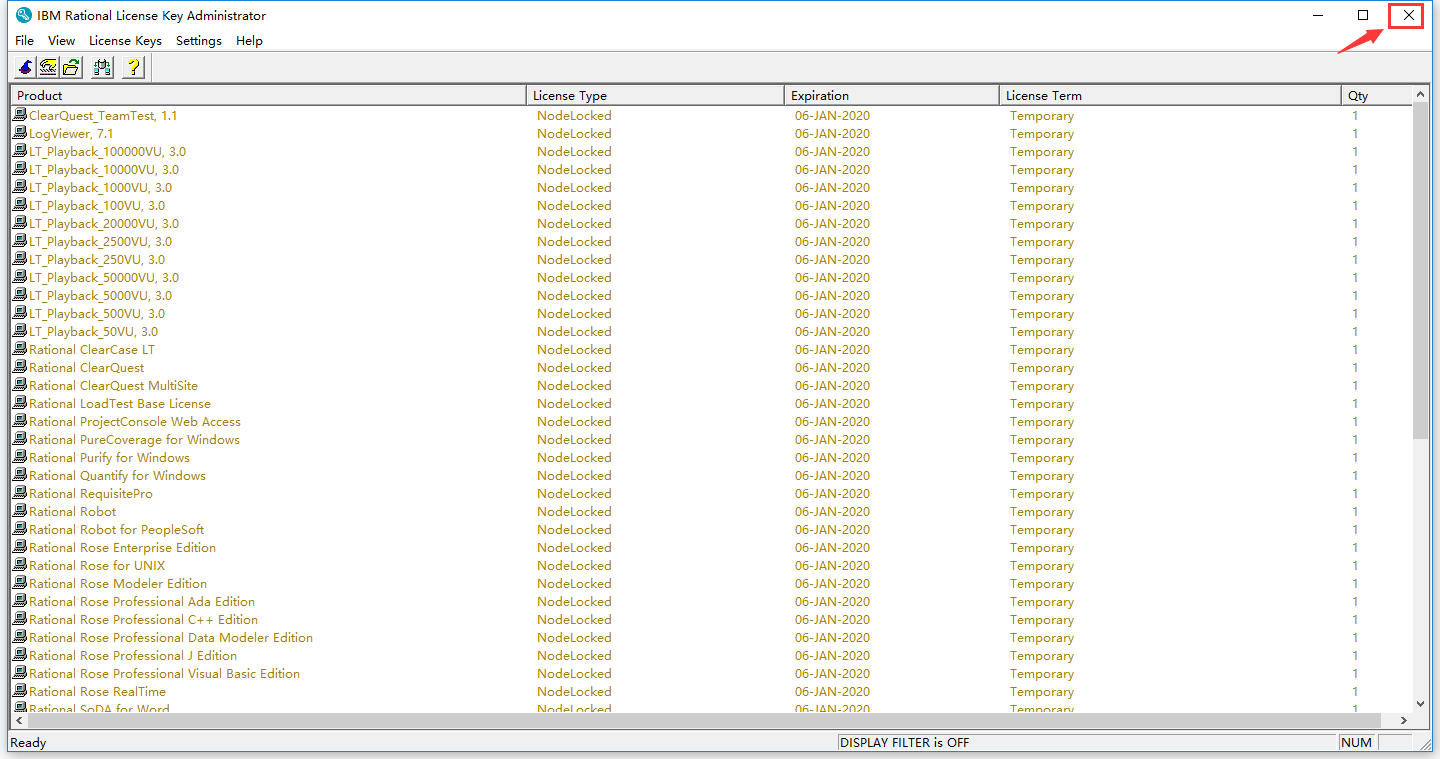 IBM Rational License Key Administrator
File View License Keys Settings Help
Product License Type Expiration License Term Qty
ClearQuest_TeamTest, 1.1 NodeLocked 06-JAN-2020 Temporary 1
LogViewer, 7.1 NodeLocked 06-JAN-2020 Temporary 1
LT_Playback_100000VU, 3.0 NodeLocked 06-JAN-2020 Temporary 1
LT_Playback_10000VU, 3.0 NodeLocked 06-JAN-2020 Temporary 1
LT_Playback_1000VU, 3.0 NodeLocked 06-JAN-2020 Temporary 1
LT_Playback_100VU, 3.0 NodeLocked 06-JAN-2020 Temporary 1
LT_Playback_20000VU, 3.0 NodeLocked 06-JAN-2020 Temporary 1
LT_Playback_2500VU, 3.0 NodeLocked 06-JAN-2020 Temporary 1
LT_Playback_250VU, 3.0 NodeLocked 06-JAN-2020 Temporary 1
LT_Playback_50000VU, 3.0 NodeLocked 06-JAN-2020 Temporary 1
LT_Playback_5000VU, 3.0 NodeLocked 06-JAN-2020 Temporary 1
LT_Playback_500VU, 3.0 NodeLocked 06-JAN-2020 Temporary 1
LT_Playback_50VU, 3.0 NodeLocked 06-JAN-2020 Temporary 1
Rational ClearCase LT NodeLocked 06-JAN-2020 Temporary 1
Rational ClearQuest NodeLocked 06-JAN-2020 Temporary 1
Rational ClearQuest MultiSite NodeLocked 06-JAN-2020 Temporary 1
Rational LoadTest Base License NodeLocked 06-JAN-2020 Temporary 1
Rational ProjectConsole Web Access NodeLocked 06-JAN-2020 Temporary 1
Rational PureCoverage for Windows NodeLocked 06-JAN-2020 Temporary 1
Rational Purify for Windows NodeLocked 06-JAN-2020 Temporary 1
Rational Quantify for Windows NodeLocked 06-JAN-2020 Temporary 1
Rational RequisitePro NodeLocked 06-JAN-2020 Temporary 1
Rational Robot NodeLocked 06-JAN-2020 Temporary 1
Rational Robot for PeopleSoft NodeLocked 06-JAN-2020 Temporary 1
Rational Rose Enterprise Edition NodeLocked 06-JAN-2020 Temporary 1
Rational Rose for UNIX NodeLocked 06-JAN-2020 Temporary 1
Rational Rose Modeler Edition NodeLocked 06-JAN-2020 Temporary 1
Rational Rose Professional Ada Edition NodeLocked 06-JAN-2020 Temporary 1
Rational Rose Professional C++ Edition NodeLocked 06-JAN-2020 Temporary 1
Rational Rose Professional Data Modeler Edition NodeLocked 06-JAN-2020 Temporary 1
Rational Rose Professional J Edition NodeLocked 06-JAN-2020 Temporary 1
Rational Rose Professional Visual Basic Edition NodeLocked 06-JAN-2020 Temporary 1
Rational Rose RealTime NodeLocked 06-JAN-2020 Temporary 1
Rational SoDA for Word NodeLocked 06-JAN-2020 Temporary 1
Ready DISPLAY FILTER is OFF NUM